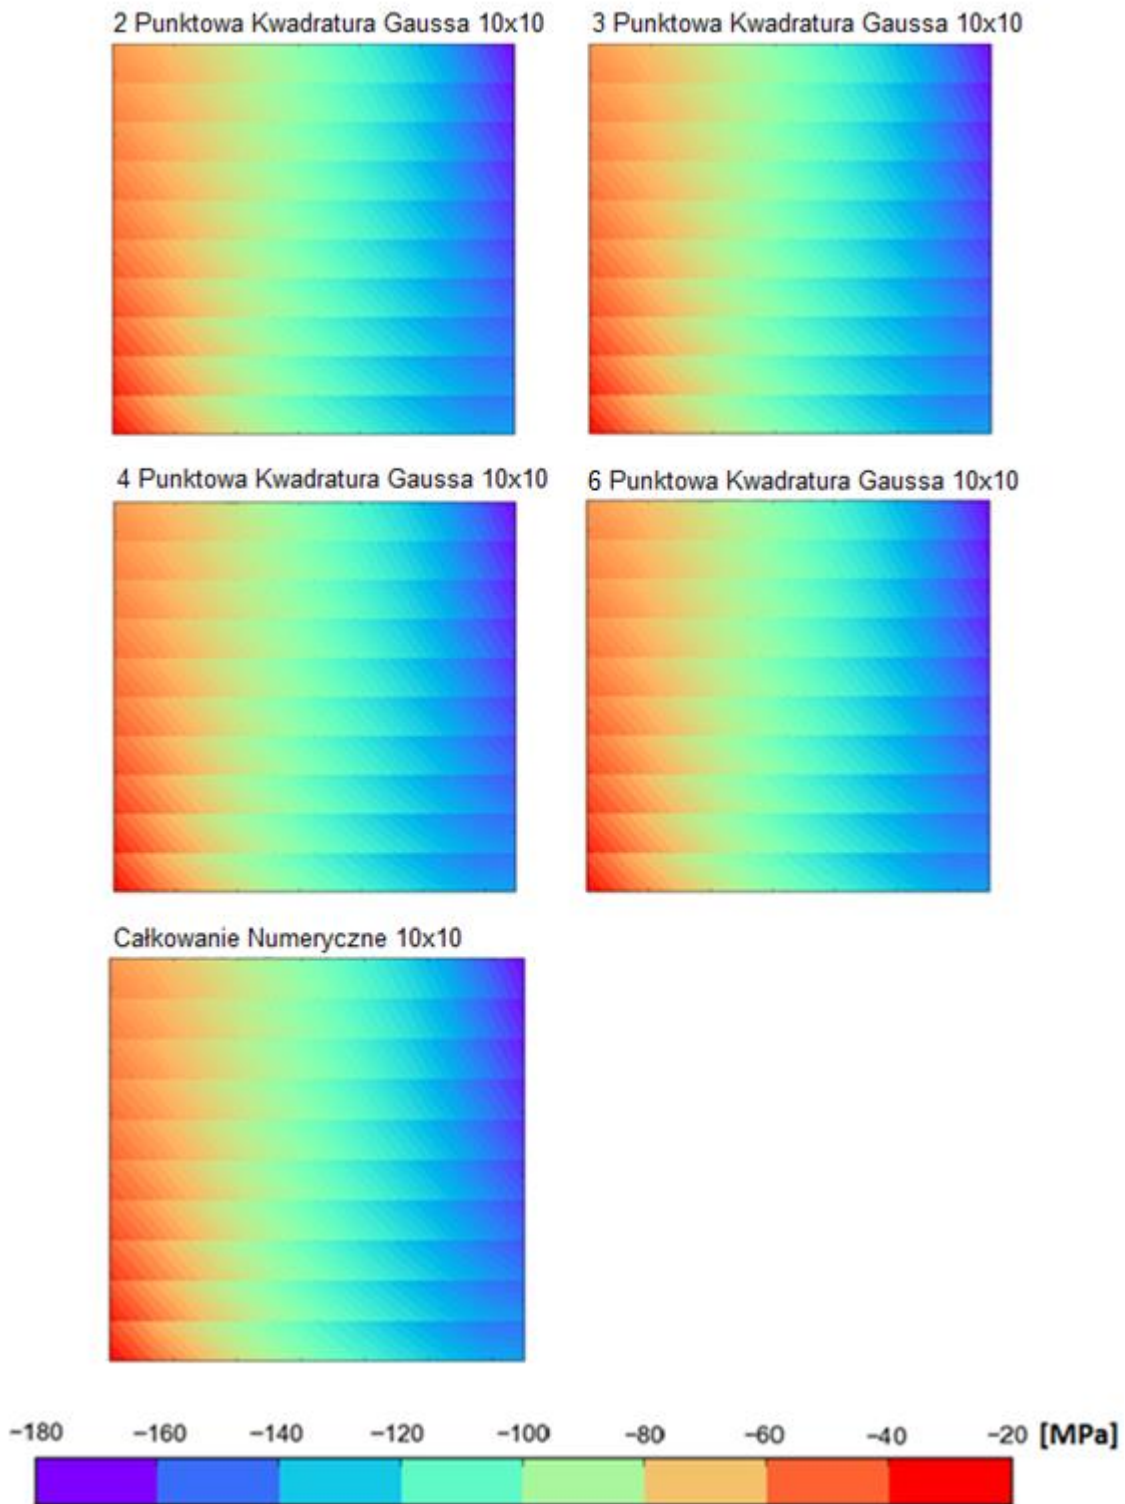 2 Punktowa Kwadratura Gaussa 10x10
3 Punktowa Kwadratura Gaussa 10x10
4 Punktowa Kwadratura Gaussa 10x10
6 Punktowa Kwadratura Gaussa 10x10
Całkowanie Numeryczne 10x10
−180 −160 −140 −120 −100 −80 −60 −40 −20 [MPa]